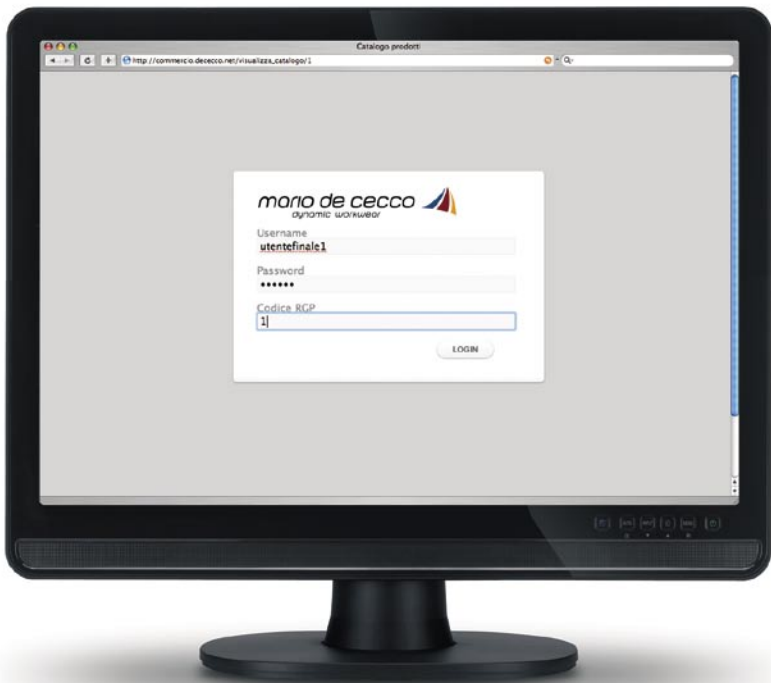 Catalogo prodotti
http://commercio.dececco.net/visualizza_catalogo/1
mario de cecco
dynamic workwear
Username
utentefinale1
Password
••••••
Codice RGP
1
LOGIN